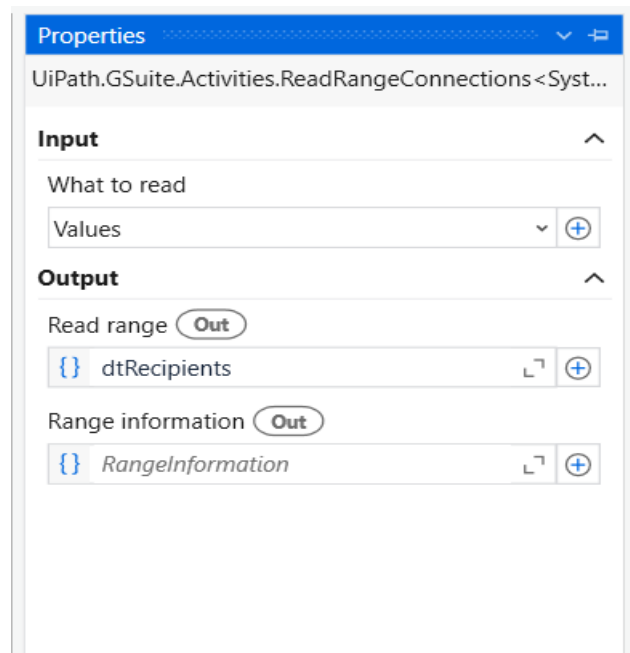 Properties
UiPath.GSuite.Activities.ReadRangeConnections<Syst...
Input
What to read
Values
Output
Read range Out
{} dtRecipients
Range information Out
{} RangeInformation